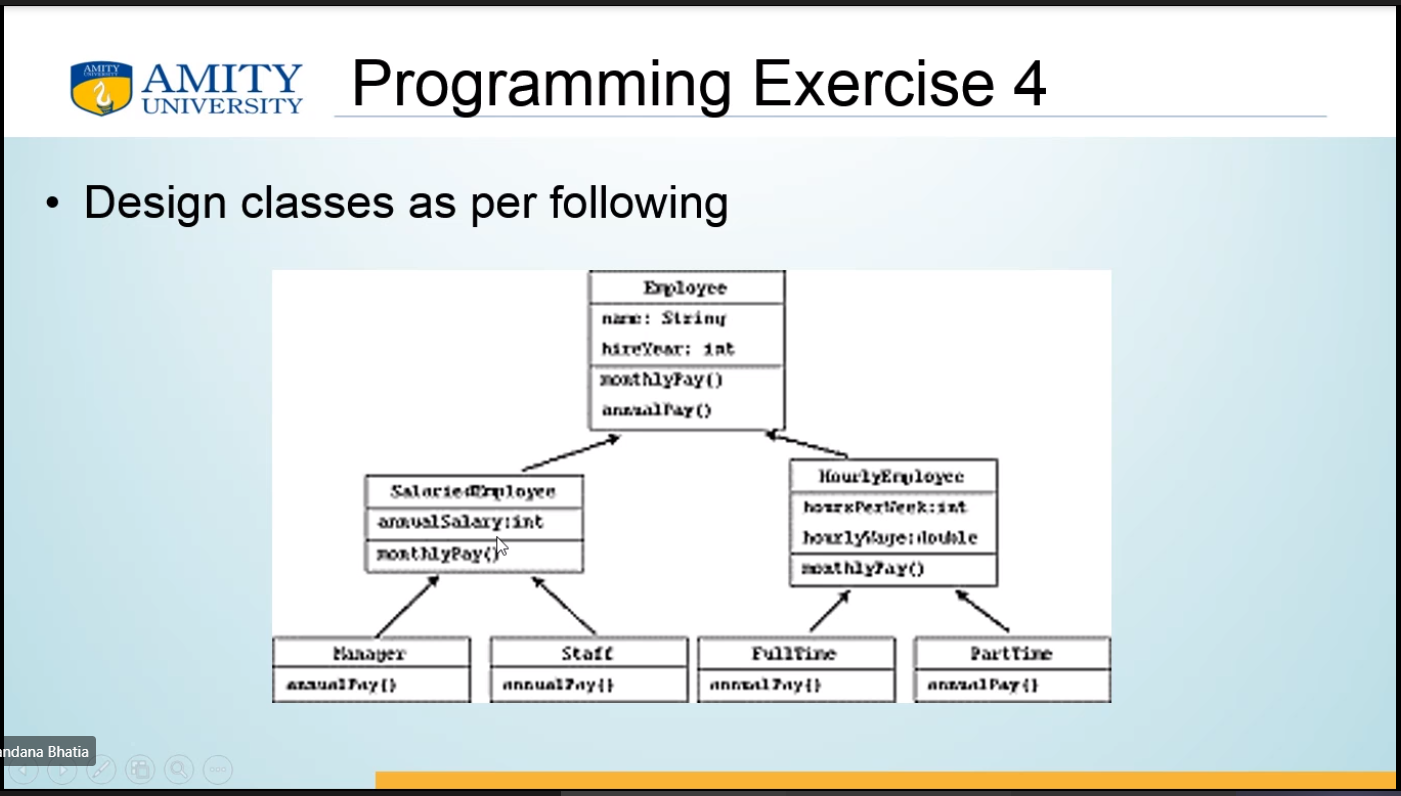 AMITY
UNIVERSITY
AMITY
UNIVERSITY
Programming Exercise 4
• Design classes as per following
Employee
name: String
hireYear: int
monthlyPay()
annualPay()
SalariedEmployee
annualSalary:int
monthlyPay()
HourlyEmployee
hoursPerWeek:int
hourlyWage:double
monthlyPay()
Manager
annualPay()
Staff
annualPay()
FullTime
annualPay()
PartTime
annualPay()
andana Bhatia